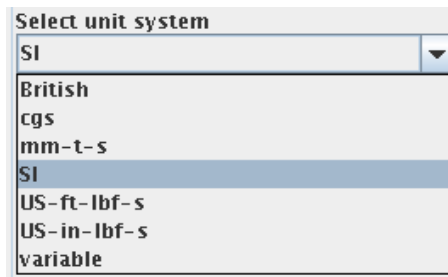 Select unit system
SI
British
cgs
mm-t-s
SI
US-ft-lbf-s
US-in-lbf-s
variable